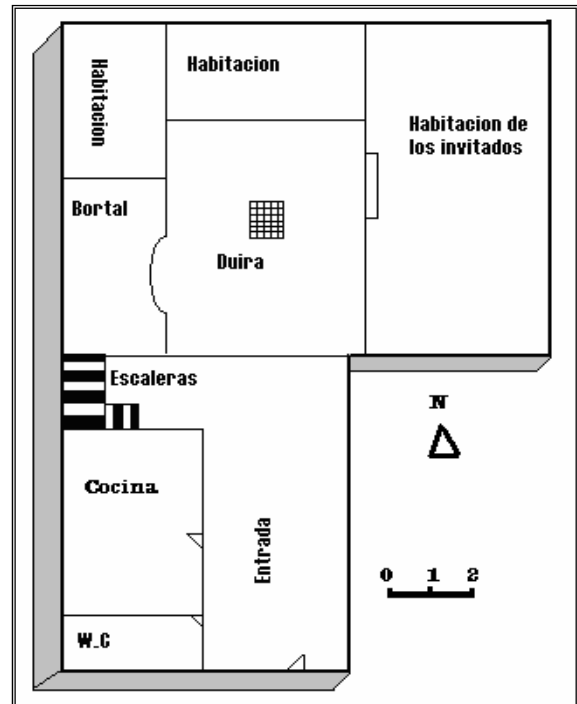 Habitacion
Habitacion
Habitacion de
los invitados
Bortal
Duira
Escaleras
N
Cocina
Entrada
0 1 2
W.C